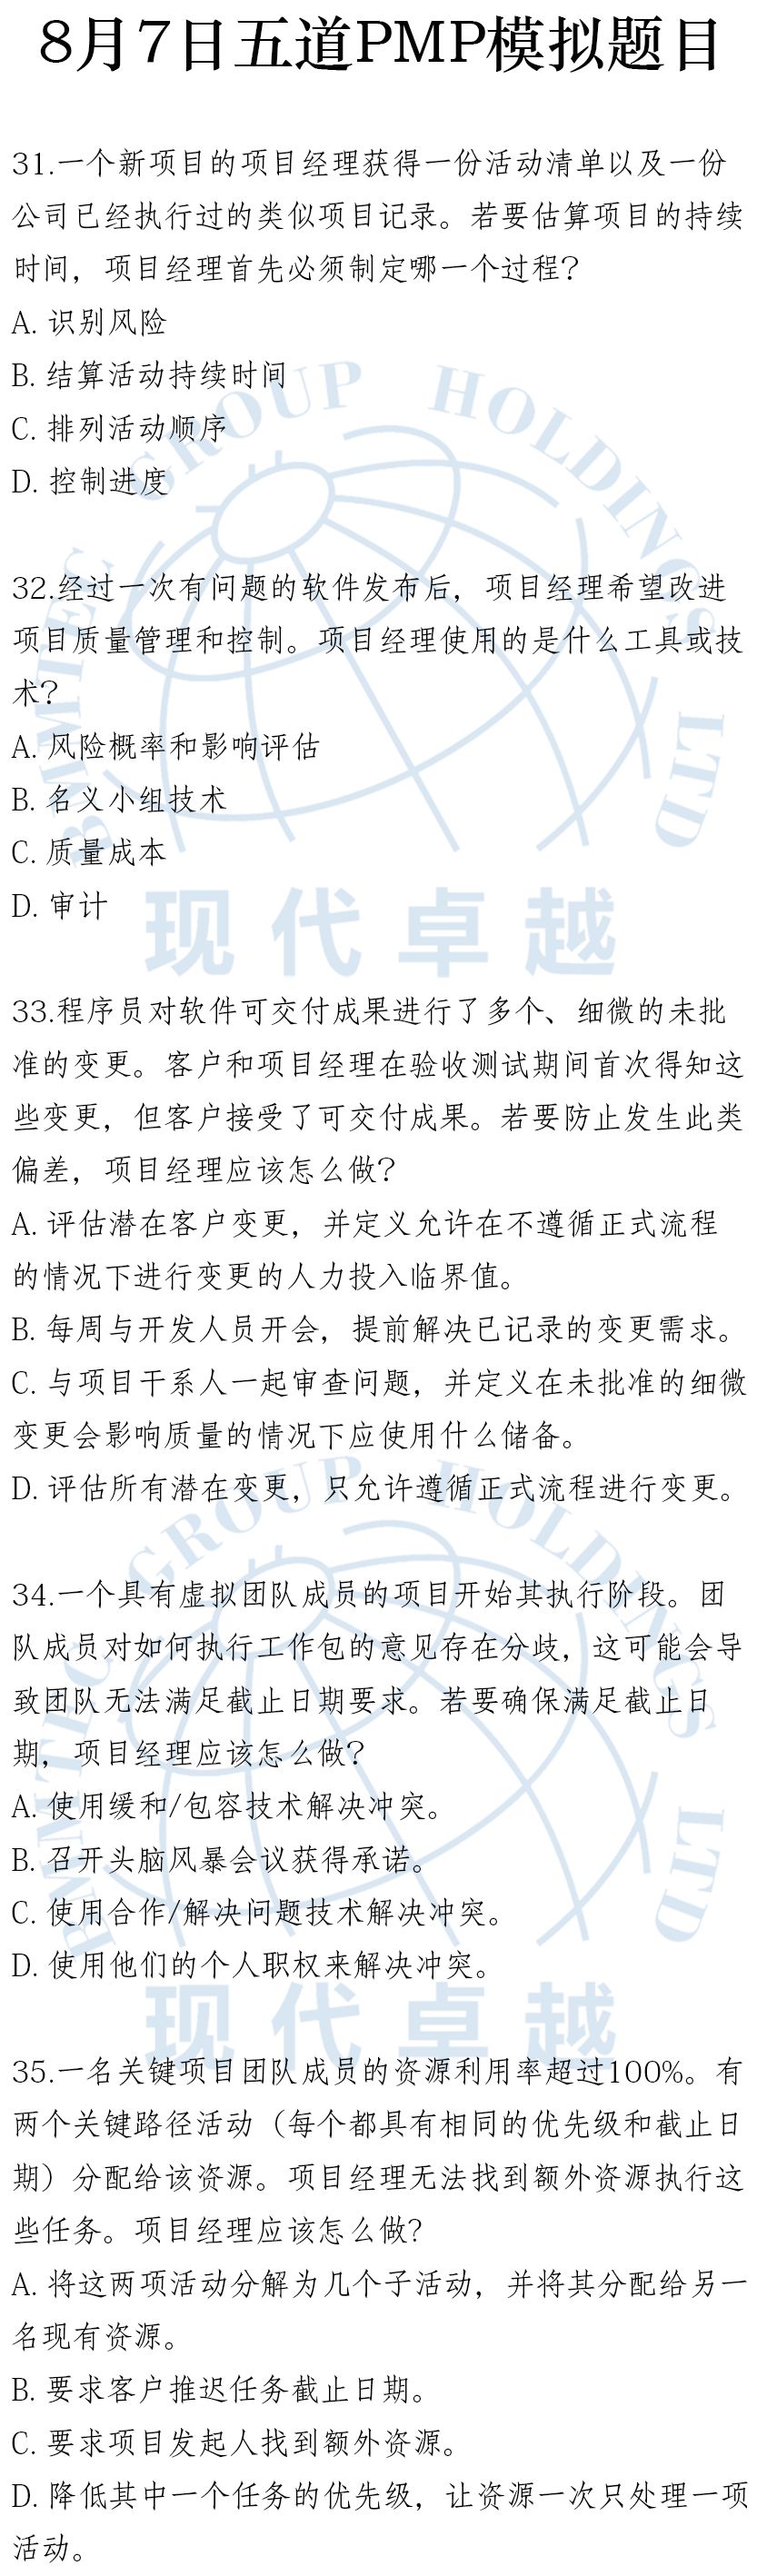 8月7日五道PMP模拟题目
31.一个新项目的项目经理获得一份活动清单以及一份
公司已经执行过的类似项目记录。若要估算项目的持续
时间，项目经理首先必须制定哪一个过程？
A. 识别风险
B. 结算活动持续时间
C. 排列活动顺序
D. 控制进度
32.经过一次有问题的软件发布后，项目经理希望改进
项目质量管理和控制。项目经理使用的是什么工具或技
术？
A. 风险概率和影响评估
B. 名义小组技术
C. 质量成本
D. 审计
33.程序员对软件可交付成果进行了多个、细微的未批
准的变更。客户和项目经理在验收测试期间首次得知这
些变更，但客户接受了可交付成果。若要防止发生此类
偏差，项目经理应该怎么做？
A. 评估潜在客户变更，并定义允许在不遵循正式流程
的情况下进行变更的人力投入临界值。
B. 每周与开发人员开会，提前解决已记录的变更需求。
C. 与项目干系人一起审查问题，并定义在未批准的细微
变更会影响质量的情况下应使用什么储备。
D. 评估所有潜在变更，只允许遵循正式流程进行变更。
34.一个具有虚拟团队成员的项目开始其执行阶段。团
队成员对如何执行工作包的意见存在分歧，这可能会导
致团队无法满足截止日期要求。若要确保满足截止日
期，项目经理应该怎么做？
A. 使用缓和/包容技术解决冲突。
B. 召开头脑风暴会议获得承诺。
C. 使用合作/解决问题技术解决冲突。
D. 使用他们的个人职权来解决冲突。
35.一名关键项目团队成员的资源利用率超过100%。有
两个关键路径活动（每个都具有相同的优先级和截止日
期）分配给该资源。项目经理无法找到额外资源执行这
些任务。项目经理应该怎么做？
A. 将这两项活动分解为几个子活动，并将其分配给另一
名现有资源。
B. 要求客户推迟任务截止日期。
C. 要求项目发起人找到额外资源。
D. 降低其中一个任务的优先级，让资源一次只处理一项
活动。
BMTEC GROUP HOLDINGS LTD
现代卓越
BMTEC GROUP HOLDINGS LTD
现代卓越